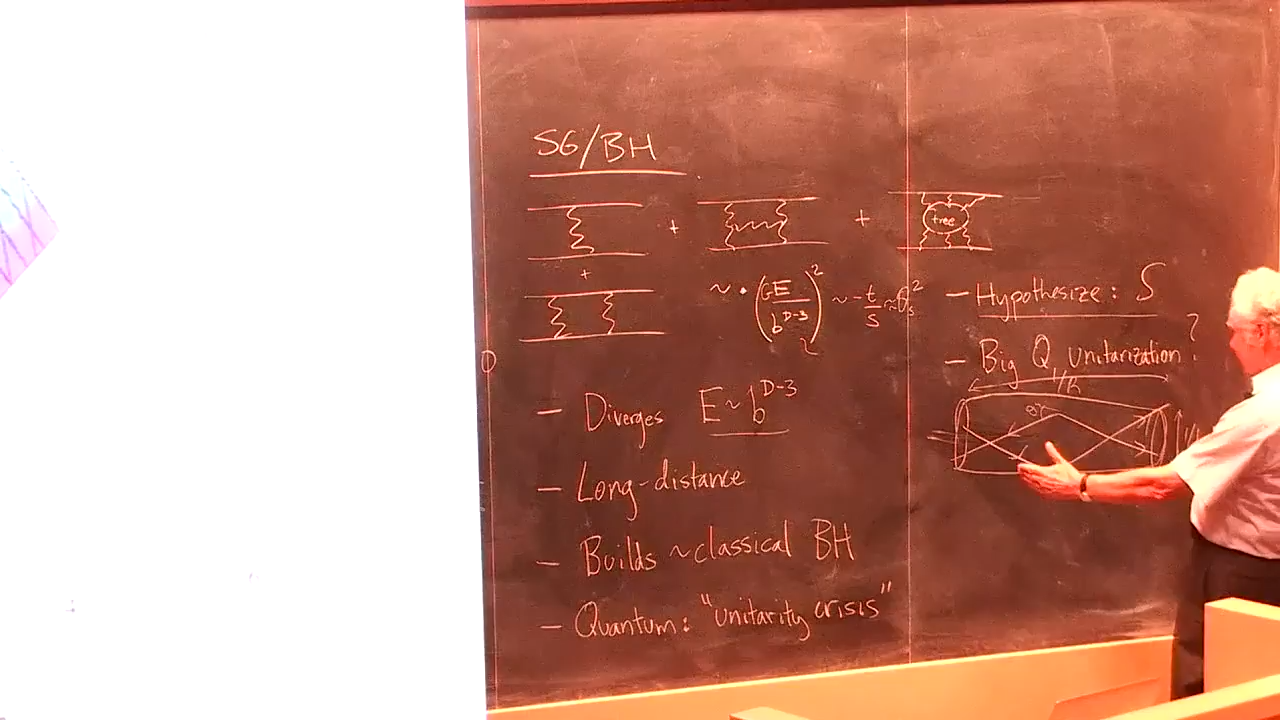 SG/BH
+ + tree
+
~ · (GE/b^{D-3})^2 ~ -t/s ~ θ_s^2
- Diverges E ~ b^{D-3}
- Long-distance
- Builds ~classical BH
- Quantum: "unitarity crisis"
- Hypothesize: S
- Big Q unitarization?